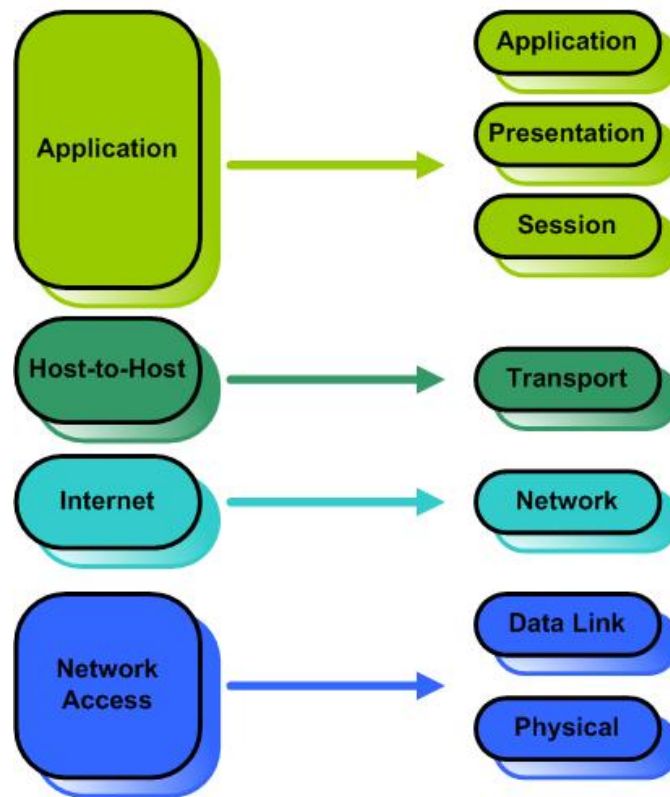 Application
Application
Presentation
Session
Host-to-Host
Transport
Internet
Network
Network
Access
Data Link
Physical